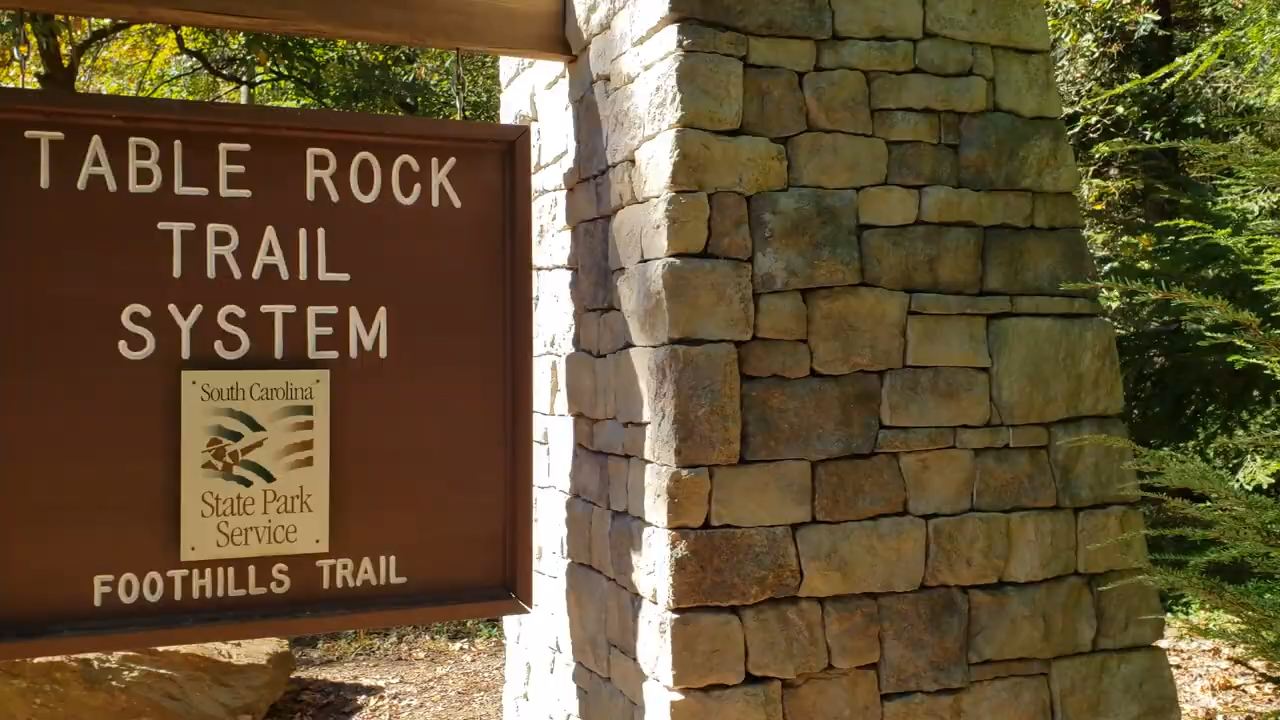 TABLE ROCK
TRAIL
SYSTEM
South Carolina
State Park
Service
FOOTHILLS TRAIL